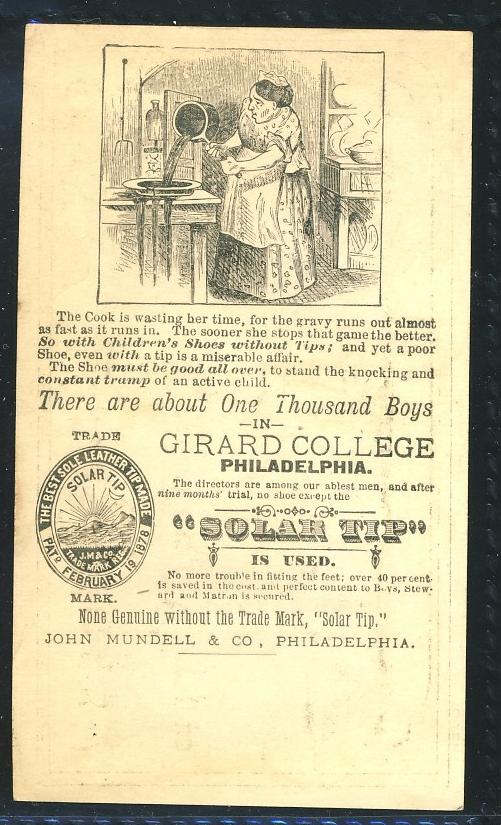 The Cook is wasting her time, for the gravy runs out almost
as fast as it runs in. The sooner she stops that game the better.
So with Children's Shoes without Tips; and yet a poor
Shoe, even with a tip is a miserable affair.
The Shoe must be good all over, to stand the knocking and
constant tramp of an active child.
There are about One Thousand Boys
—IN—
GIRARD COLLEGE
PHILADELPHIA.
The directors are among our ablest men, and after
nine months' trial, no shoe except the
"SOLAR TIP"
IS USED.
No more trouble in fitting the feet; over 40 per cent.
is saved in the cost. and perfect content to Boys, Stew-
ard and Matron is secured.
TRADE
THE BEST SOLE LEATHER TIP MADE
SOLAR TIP
J.M & CO.
TRADE MARK REG.
PATd FEBRUARY 19 1878
MARK.
None Genuine without the Trade Mark, "Solar Tip."
JOHN MUNDELL & CO, PHILADELPHIA.